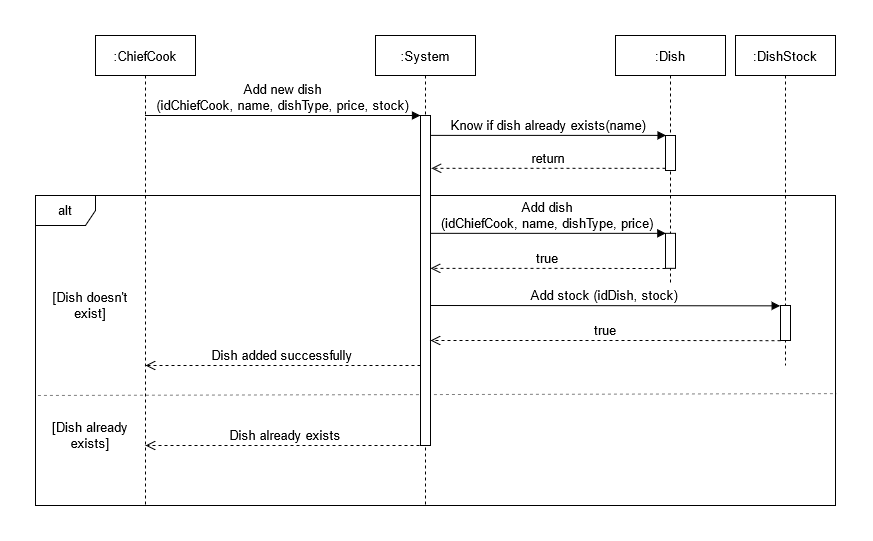 :ChiefCook
:System
:Dish
:DishStock
Add new dish
(idChiefCook, name, dishType, price, stock)
Know if dish already exists(name)
return
alt
Add dish
(idChiefCook, name, dishType, price)
true
[Dish doesn't
exist]
Add stock (idDish, stock)
true
Dish added successfully
[Dish already
exists]
Dish already exists